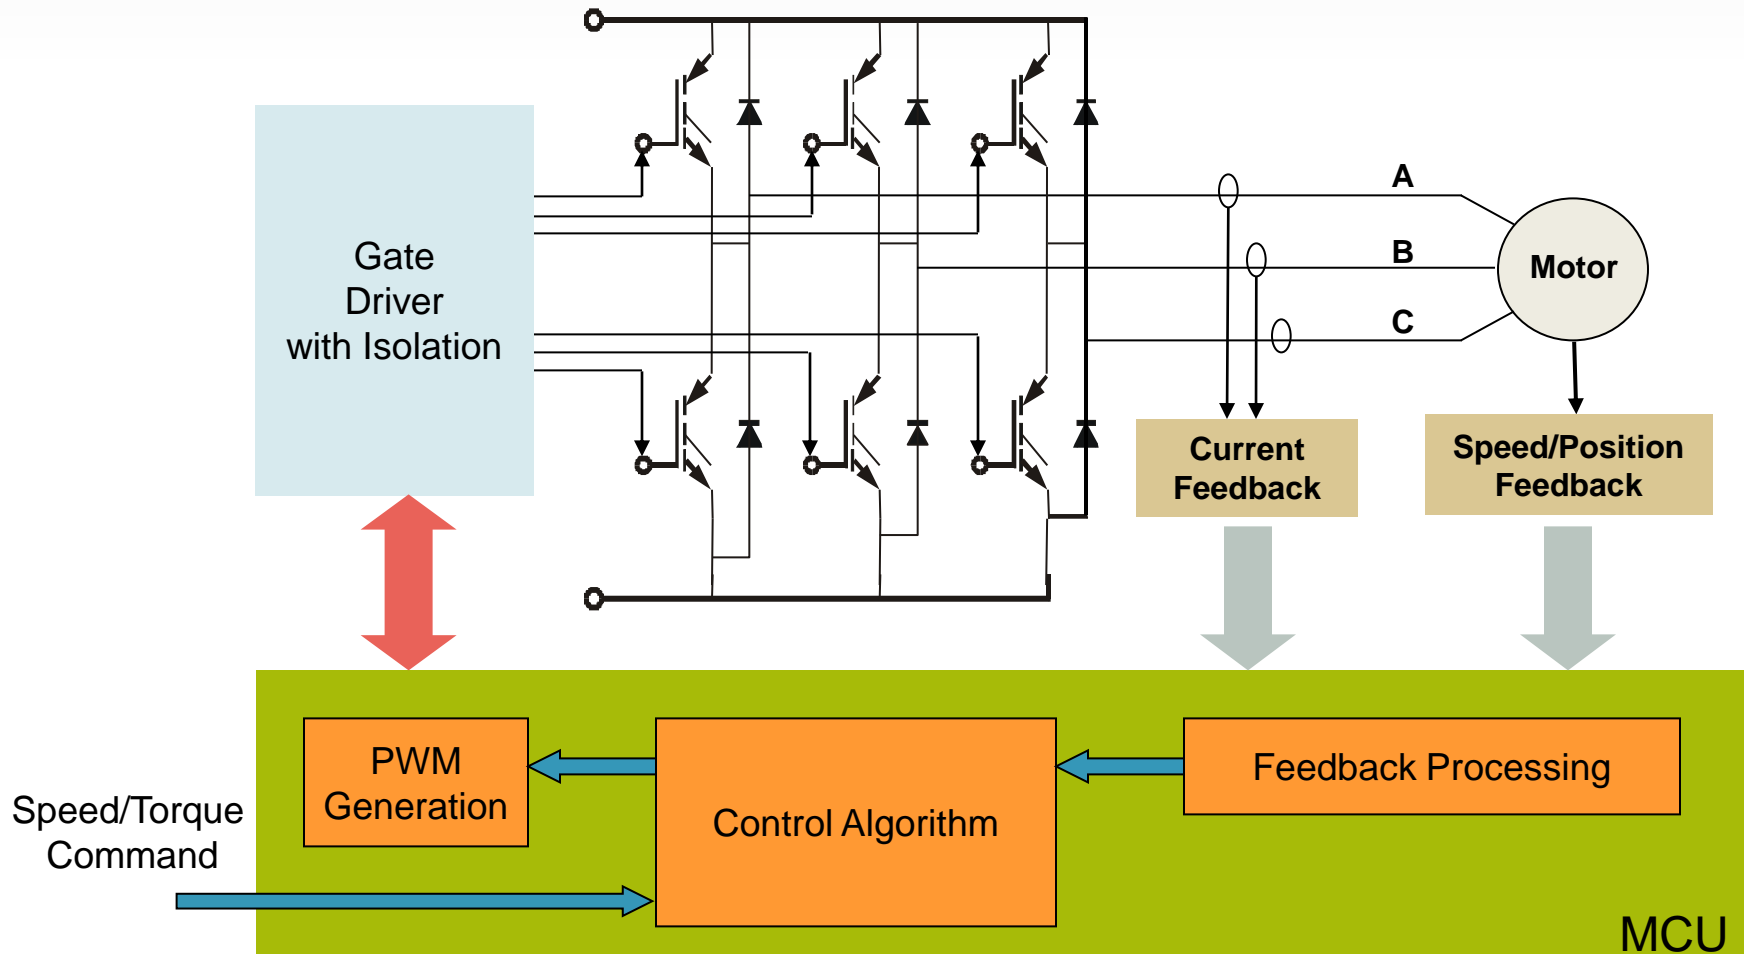 Gate
Driver
with Isolation
A
B
C
Motor
Current
Feedback
Speed/Position
Feedback
PWM
Generation
Control Algorithm
Feedback Processing
Speed/Torque
Command
MCU